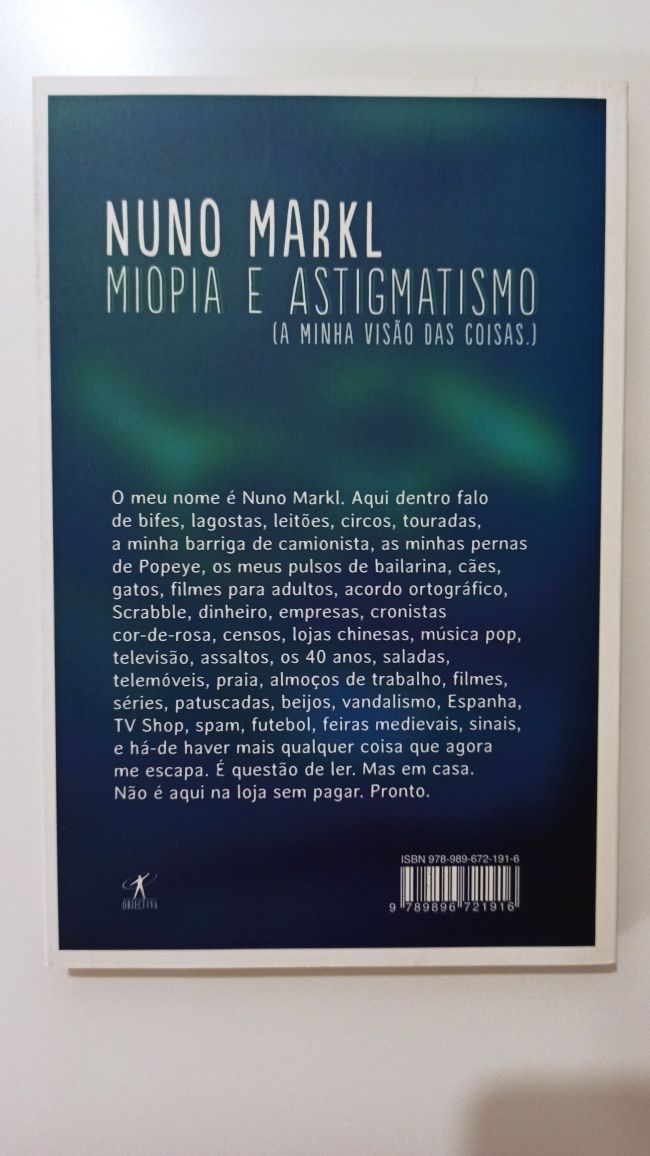 NUNO MARKL
MIOPIA E ASTIGMATISMO
(A MINHA VISÃO DAS COISAS.)
O meu nome é Nuno Markl. Aqui dentro falo
de bifes, lagostas, leitões, circos, touradas,
a minha barriga de camionista, as minhas pernas
de Popeye, os meus pulsos de bailarina, cães,
gatos, filmes para adultos, acordo ortográfico,
Scrabble, dinheiro, empresas, cronistas
cor-de-rosa, censos, lojas chinesas, música pop,
televisão, assaltos, os 40 anos, saladas,
telemóveis, praia, almoços de trabalho, filmes,
séries, patuscadas, beijos, vandalismo, Espanha,
TV Shop, spam, futebol, feiras medievais, sinais,
e há-de haver mais qualquer coisa que agora
me escapa. É questão de ler. Mas em casa.
Não é aqui na loja sem pagar. Pronto.
ISBN 978-989-672-191-6
9 789896 721916
OBJECTIVA